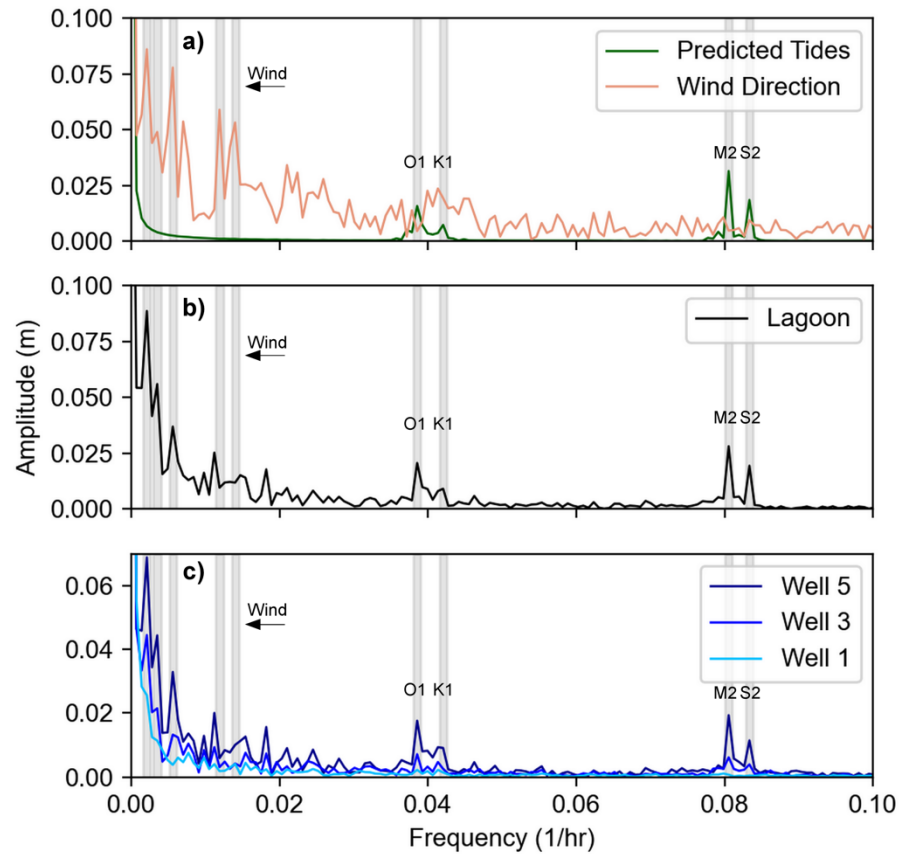 0.100
a)
Predicted Tides
Wind Direction
0.075
Wind
0.050
O1 K1
M2 S2
0.025
0.000
0.100
b)
Lagoon
0.075
Wind
Amplitude (m)
0.050
O1 K1
M2 S2
0.025
0.000
c)
Well 5
Well 3
Well 1
0.06
Wind
0.04
O1 K1
M2 S2
0.02
0.00
0.00 0.02 0.04 0.06 0.08 0.10
Frequency (1/hr)